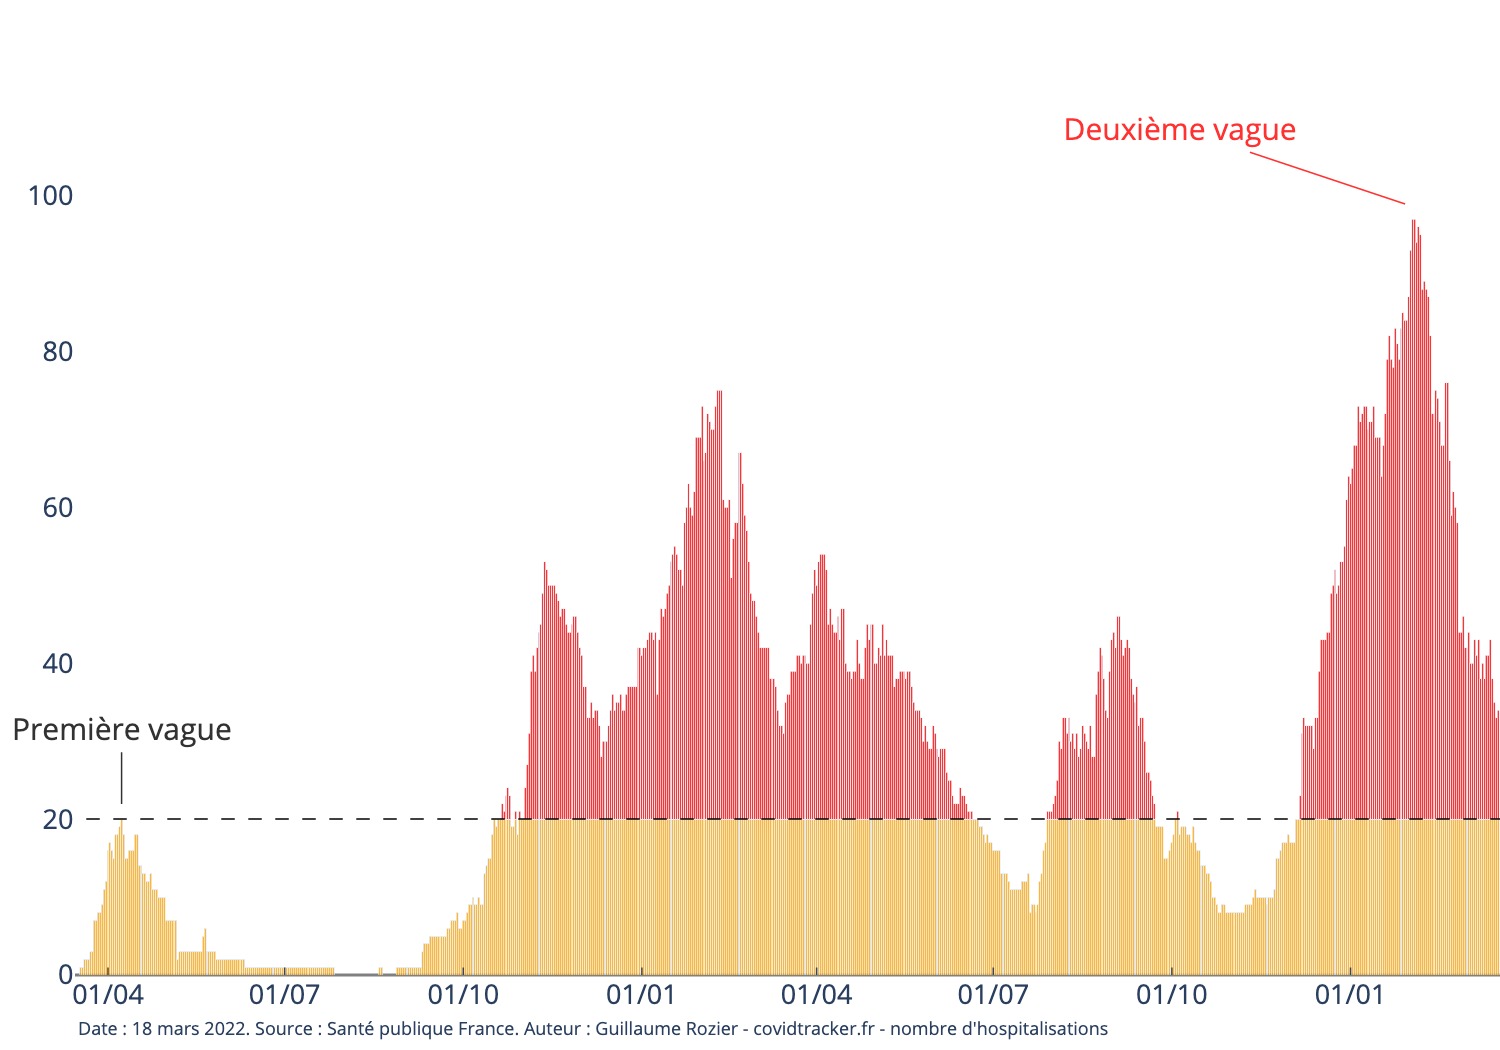 Deuxième vague
100
80
60
40
Première vague
20
0
01/04 01/07 01/10 01/01 01/04 01/07 01/10 01/01
Date : 18 mars 2022. Source : Santé publique France. Auteur : Guillaume Rozier - covidtracker.fr - nombre d'hospitalisations